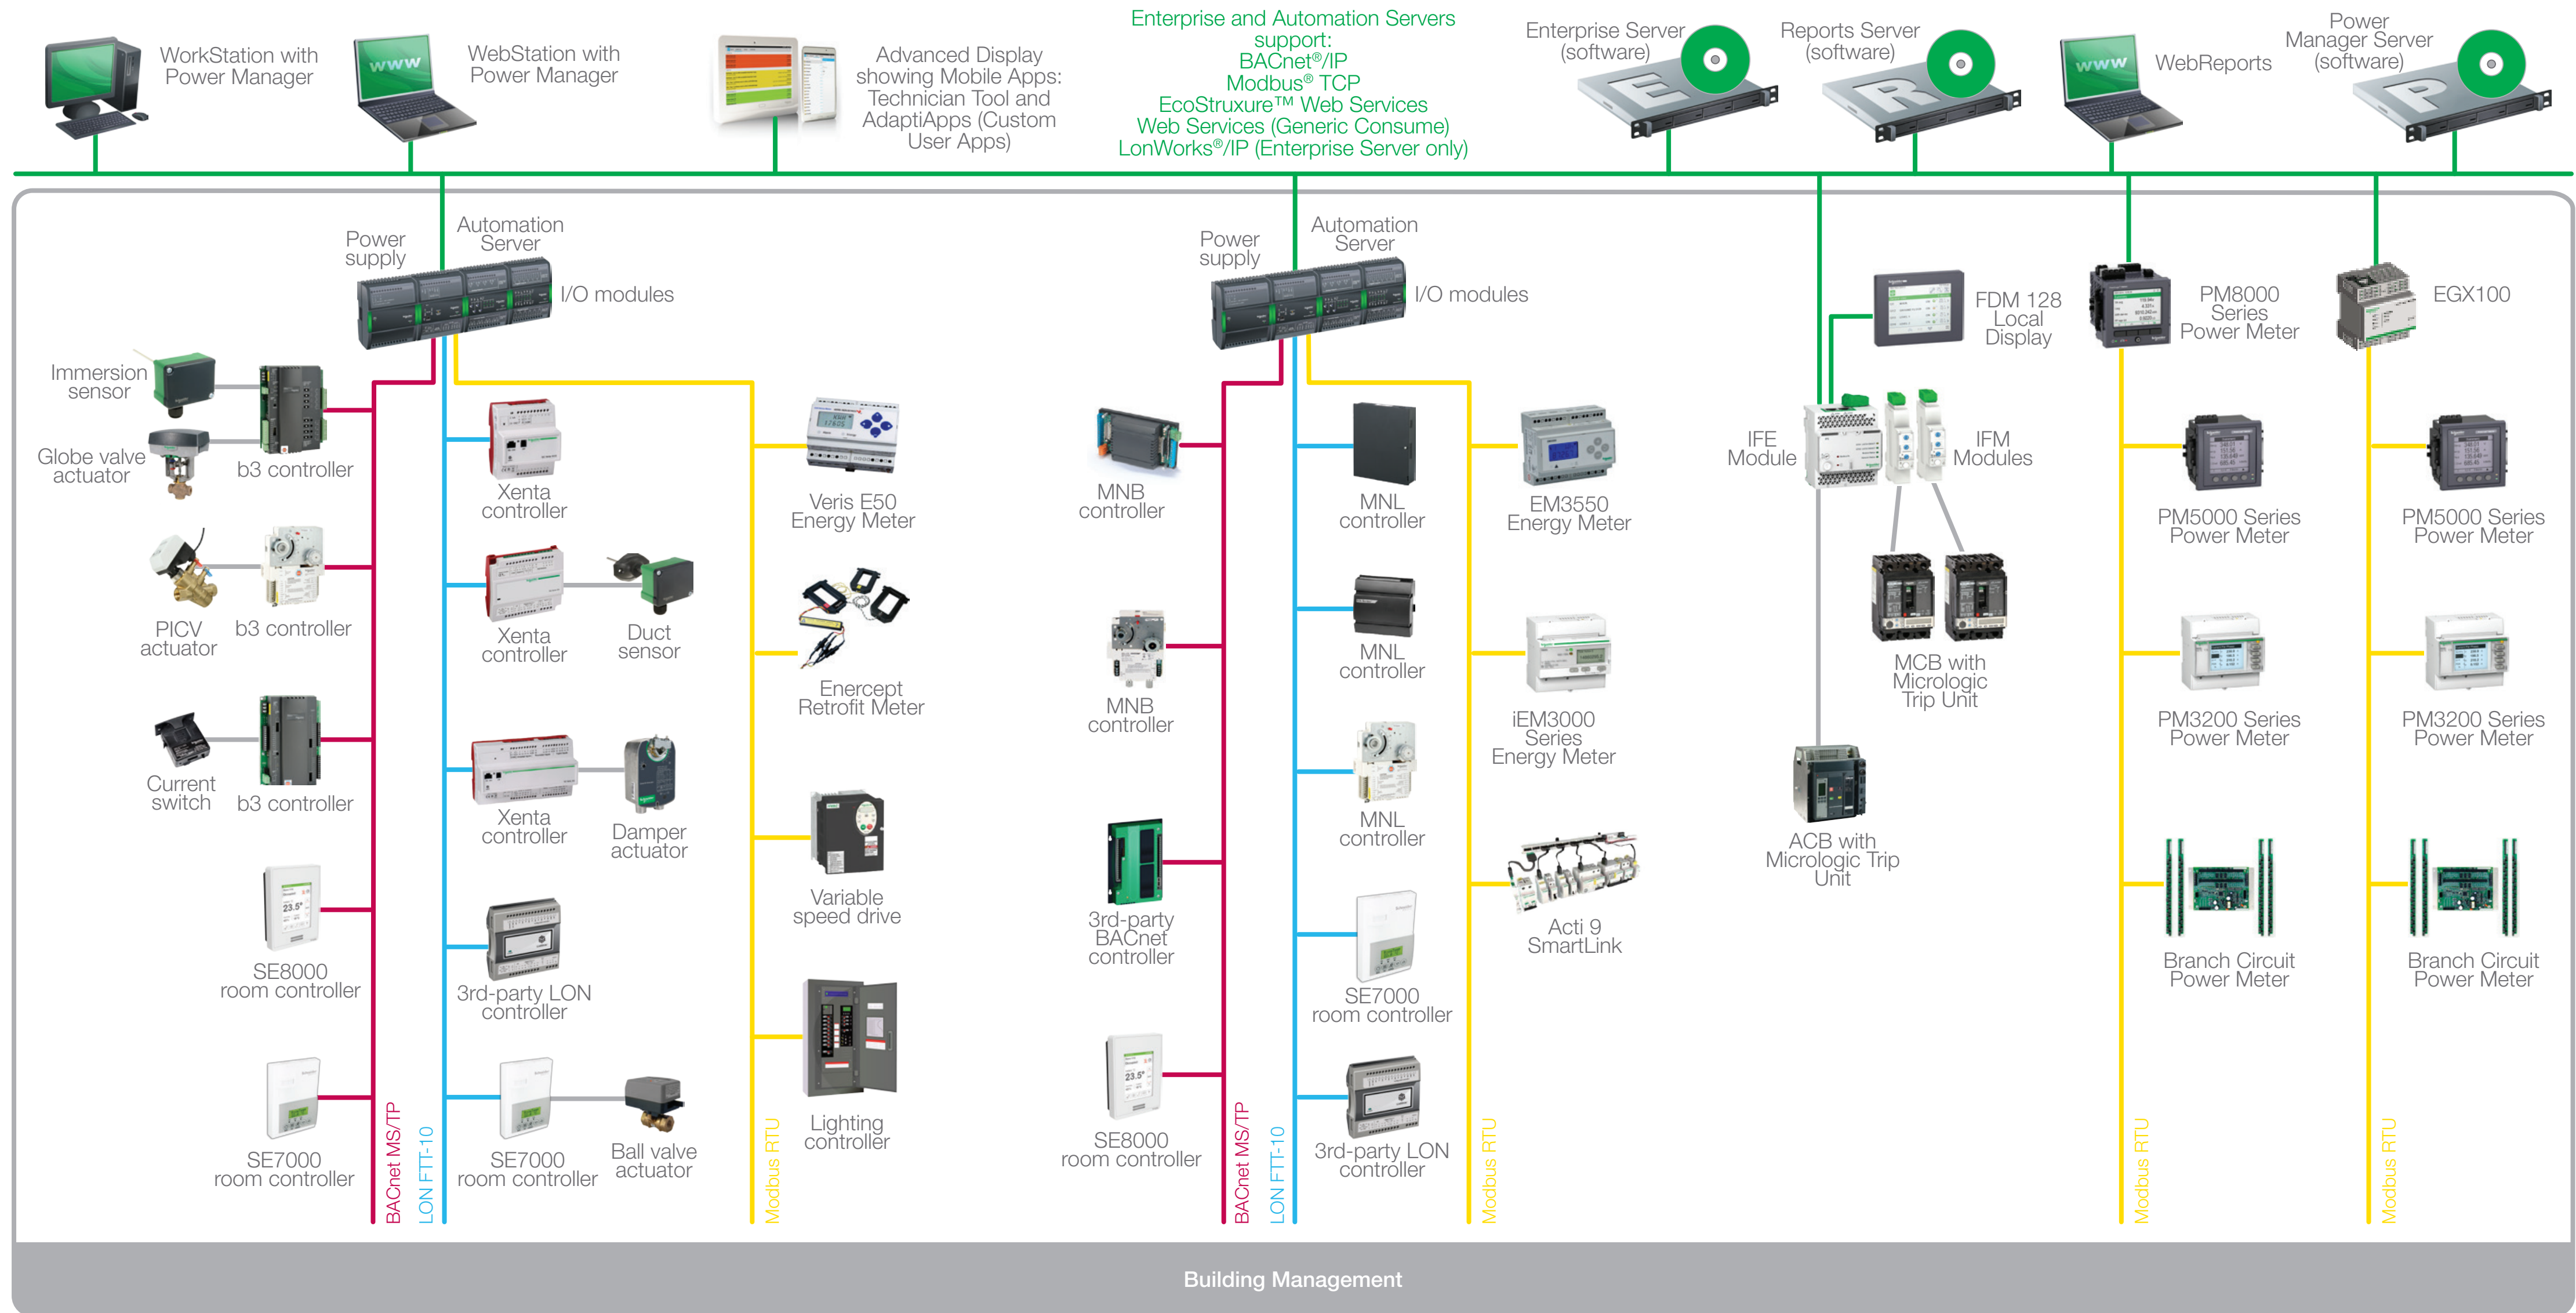 WorkStation with
Power Manager
WebStation with
Power Manager
www
Advanced Display
showing Mobile Apps:
Technician Tool and
AdaptiApps (Custom
User Apps)
Enterprise and Automation Servers
support:
BACnet®/IP
Modbus® TCP
EcoStruxure™ Web Services
Web Services (Generic Consume)
LonWorks®/IP (Enterprise Server only)
Enterprise Server
(software)
E
Reports Server
(software)
R
www
WebReports
Power
Manager Server
(software)
P
Power
supply
Automation
Server
I/O modules
Immersion
sensor
Globe valve
actuator
b3 controller
PICV
actuator
b3 controller
Current
switch
b3 controller
23.5°
SE8000
room controller
SE7000
room controller
BACnet MS/TP
Xenta
controller
Xenta
controller
Duct
sensor
Xenta
controller
Damper
actuator
3rd-party LON
controller
SE7000
room controller
Ball valve
actuator
LON FTT-10
Veris E50
Energy Meter
Enercept
Retrofit Meter
Variable
speed drive
Lighting
controller
Modbus RTU
Power
supply
Automation
Server
I/O modules
MNB
controller
MNB
controller
3rd-party
BACnet
controller
23.5°
SE8000
room controller
BACnet MS/TP
MNL
controller
MNL
controller
MNL
controller
SE7000
room controller
3rd-party LON
controller
LON FTT-10
EM3550
Energy Meter
iEM3000
Series
Energy Meter
Acti 9
SmartLink
Modbus RTU
FDM 128
Local
Display
IFE
Module
IFM
Modules
MCB with
Micrologic
Trip Unit
ACB with
Micrologic Trip
Unit
PM8000
Series
Power Meter
PM5000 Series
Power Meter
PM3200 Series
Power Meter
Branch Circuit
Power Meter
Modbus RTU
EGX100
PM5000 Series
Power Meter
PM3200 Series
Power Meter
Branch Circuit
Power Meter
Modbus RTU
Building Management